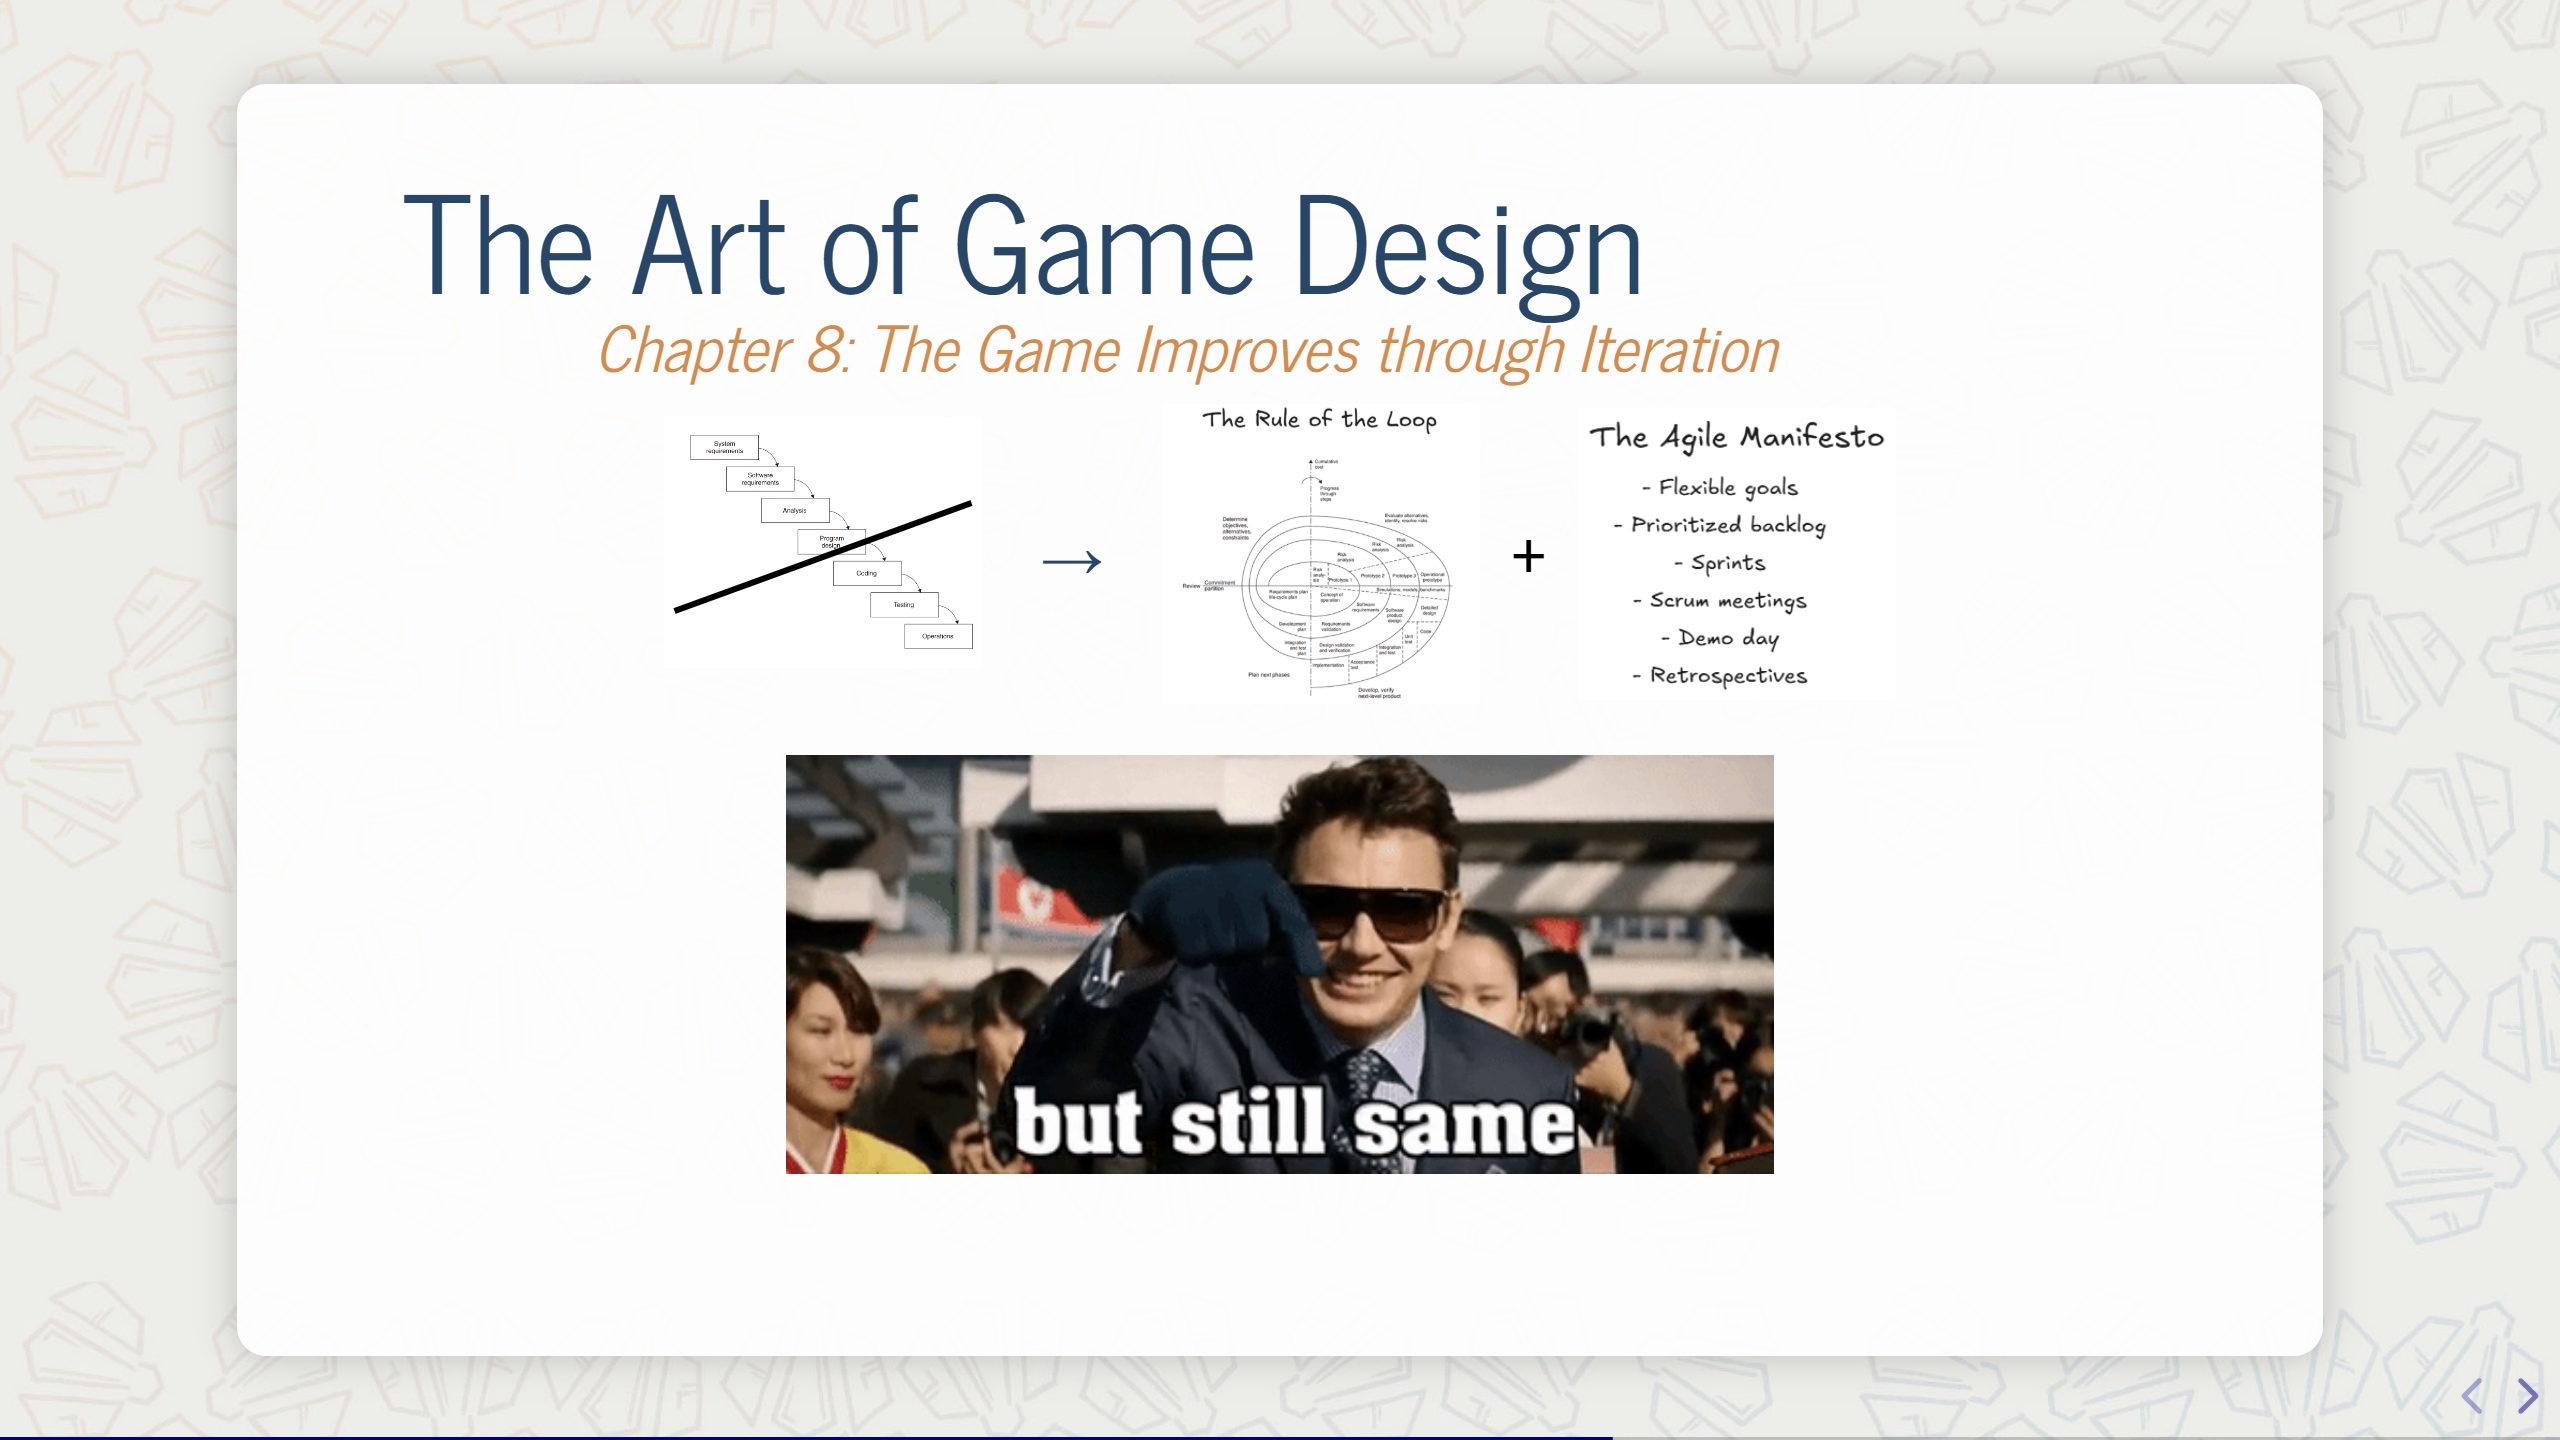 The Art of Game Design
Chapter 8: The Game Improves through Iteration
System
requirements
Software
requirements
Analysis
Program
design
Coding
Testing
Operations
→
The Rule of the Loop
Cumulative
cost
Progress
through
steps
Determine
objectives,
alternatives,
constraints
Evaluate alternatives,
identify, resolve risks
Risk
analysis
Risk
analysis
Risk
analysis
Risk
analy-
sis
Prototype 1
Prototype 2
Prototype 3
Operational
prototype
Review
Commitment
partition
Requirements plan
life-cycle plan
Concept of
operation
Simulations, models, benchmarks
Software
requirements
Software
product
design
Detailed
design
Development
plan
Requirements
validation
Unit
test
Code
Integration
and test
plan
Design validation
and verification
Integration
and test
Acceptance
test
Implementation
Plan next phases
Develop, verify
next-level product
+
The Agile Manifesto
- Flexible goals
- Prioritized backlog
- Sprints
- Scrum meetings
- Demo day
- Retrospectives
but still same